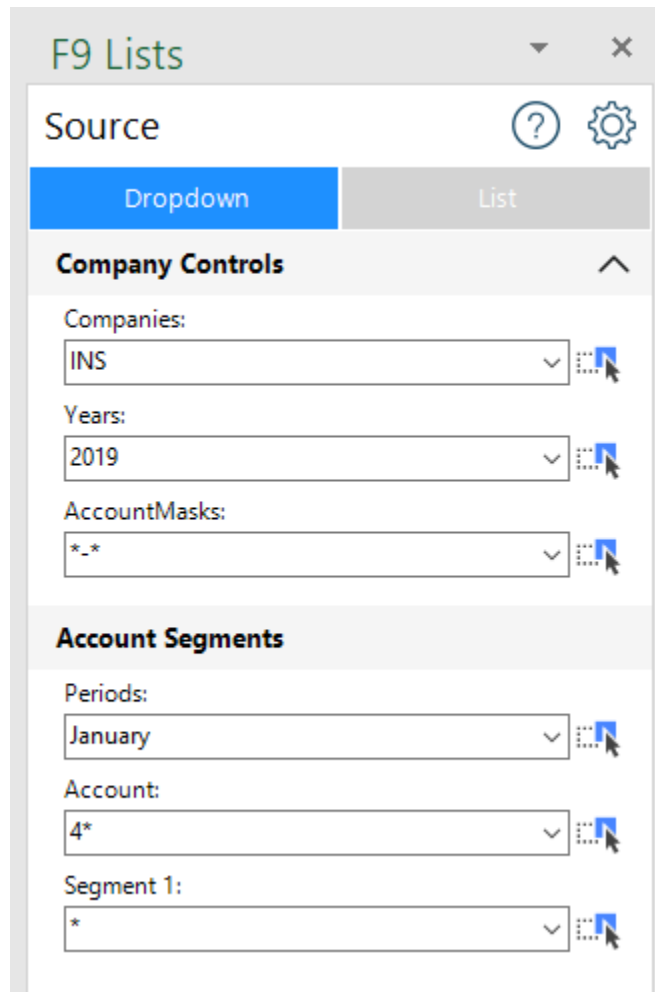 F9 Lists
Source
Dropdown List
Company Controls
Companies:
INS
Years:
2019
AccountMasks:
*-*
Account Segments
Periods:
January
Account:
4*
Segment 1:
*